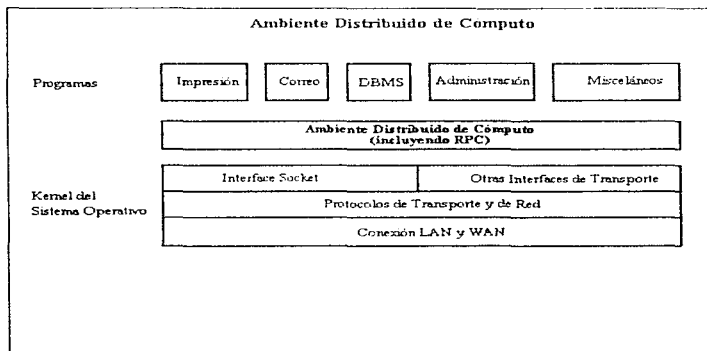 Ambiente Distribuido de Computo
Programas
Impresión
Correo
DBMS
Administración
Misceláneos
Ambiente Distribuido de Cómputo
(incluyendo RPC)
Kernel del
Sistema Operativo
Interface Socket
Otras Interfaces de Transporte
Protocolos de Transporte y de Red
Conexión LAN y WAN